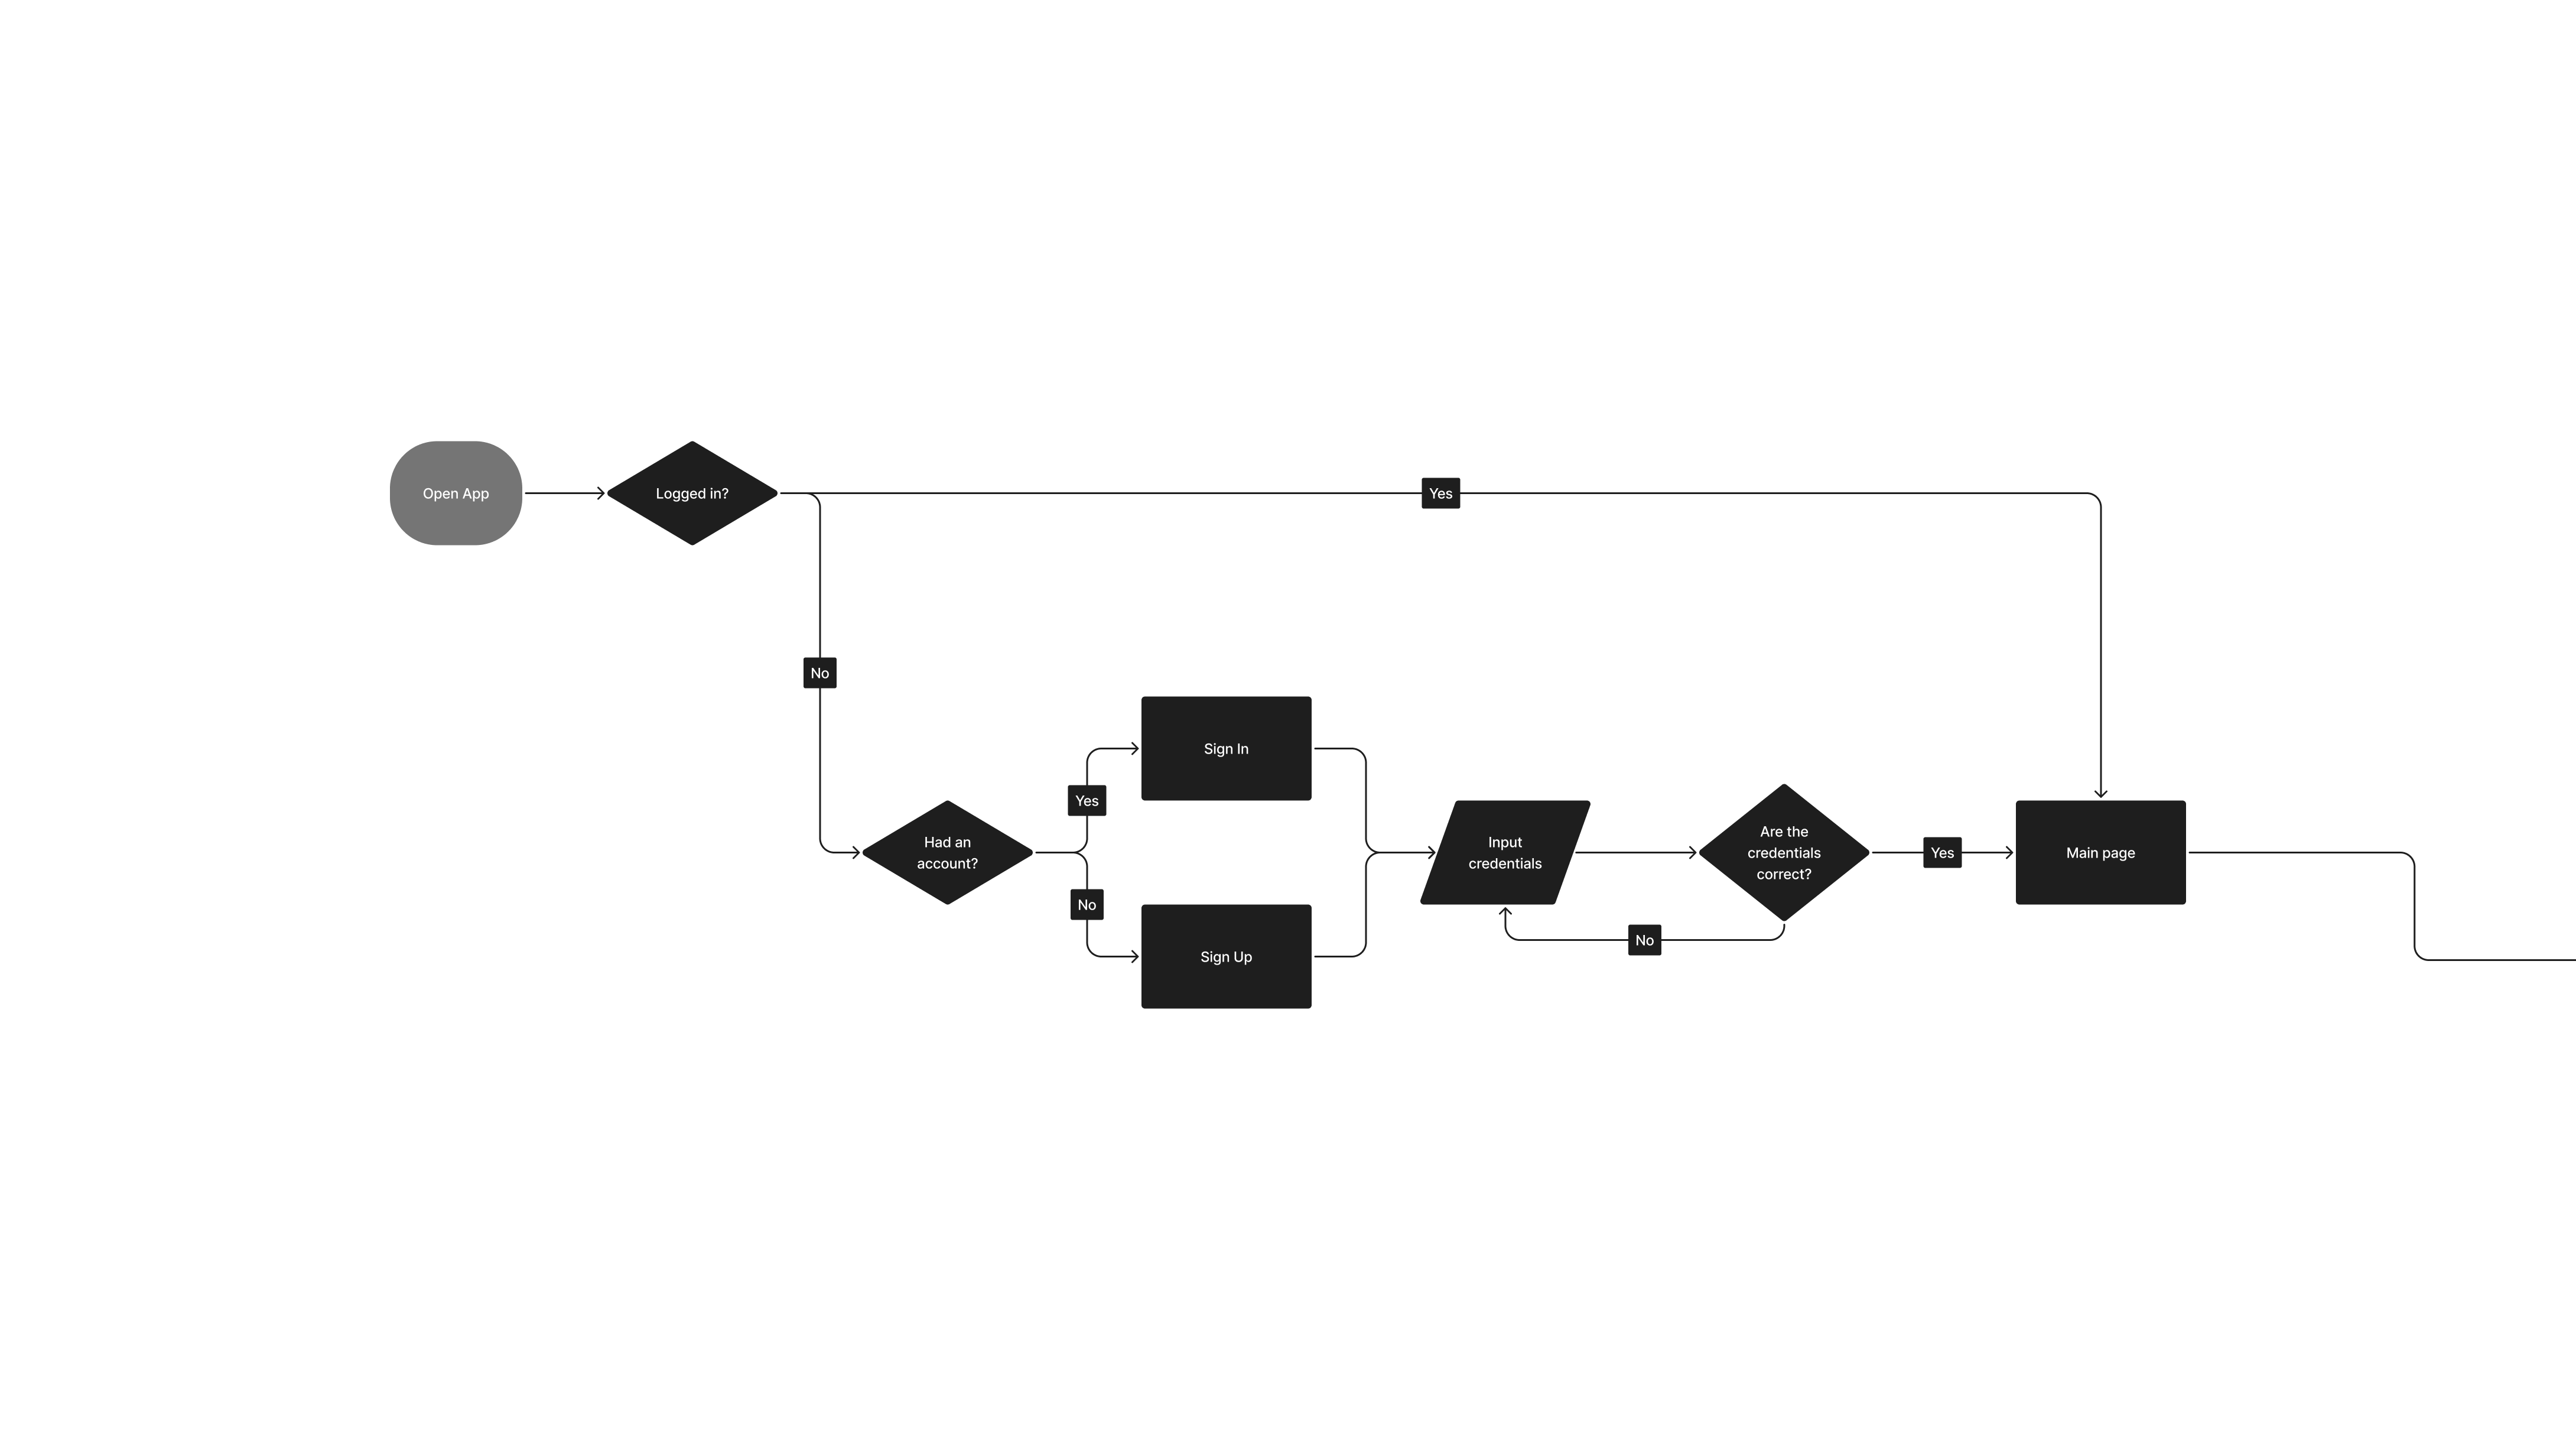 Open App
Logged in?
Yes
No
Sign In
Yes
Had an
account?
No
Sign Up
Input
credentials
Are the
credentials
correct?
Yes
No
Main page